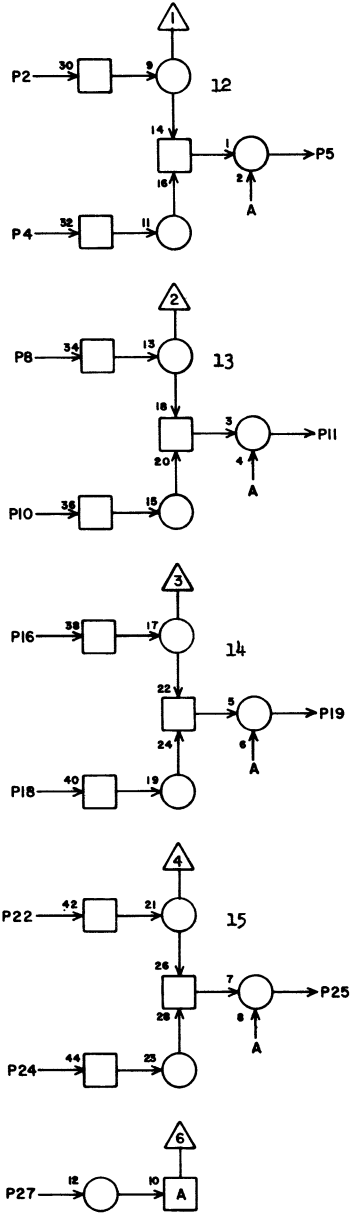 1
P2 30 9 12
14 1 P5
16 2
A
P4 32 11
2
P8 34 13 13
18 3 P11
20 4
A
P10 36 15
3
P16 38 17 14
22 5 P19
24 6
A
P18 40 19
4
P22 42 21 15
26 7 P25
28 8
A
P24 44 23
6
P27 12 10 A